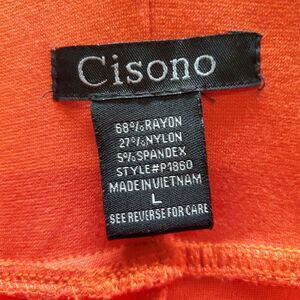 Cisono
68%RAYON
27%NYLON
5%SPANDEX
STYLE#P1860
MADE IN VIETNAM
L
SEE REVERSE FOR CARE